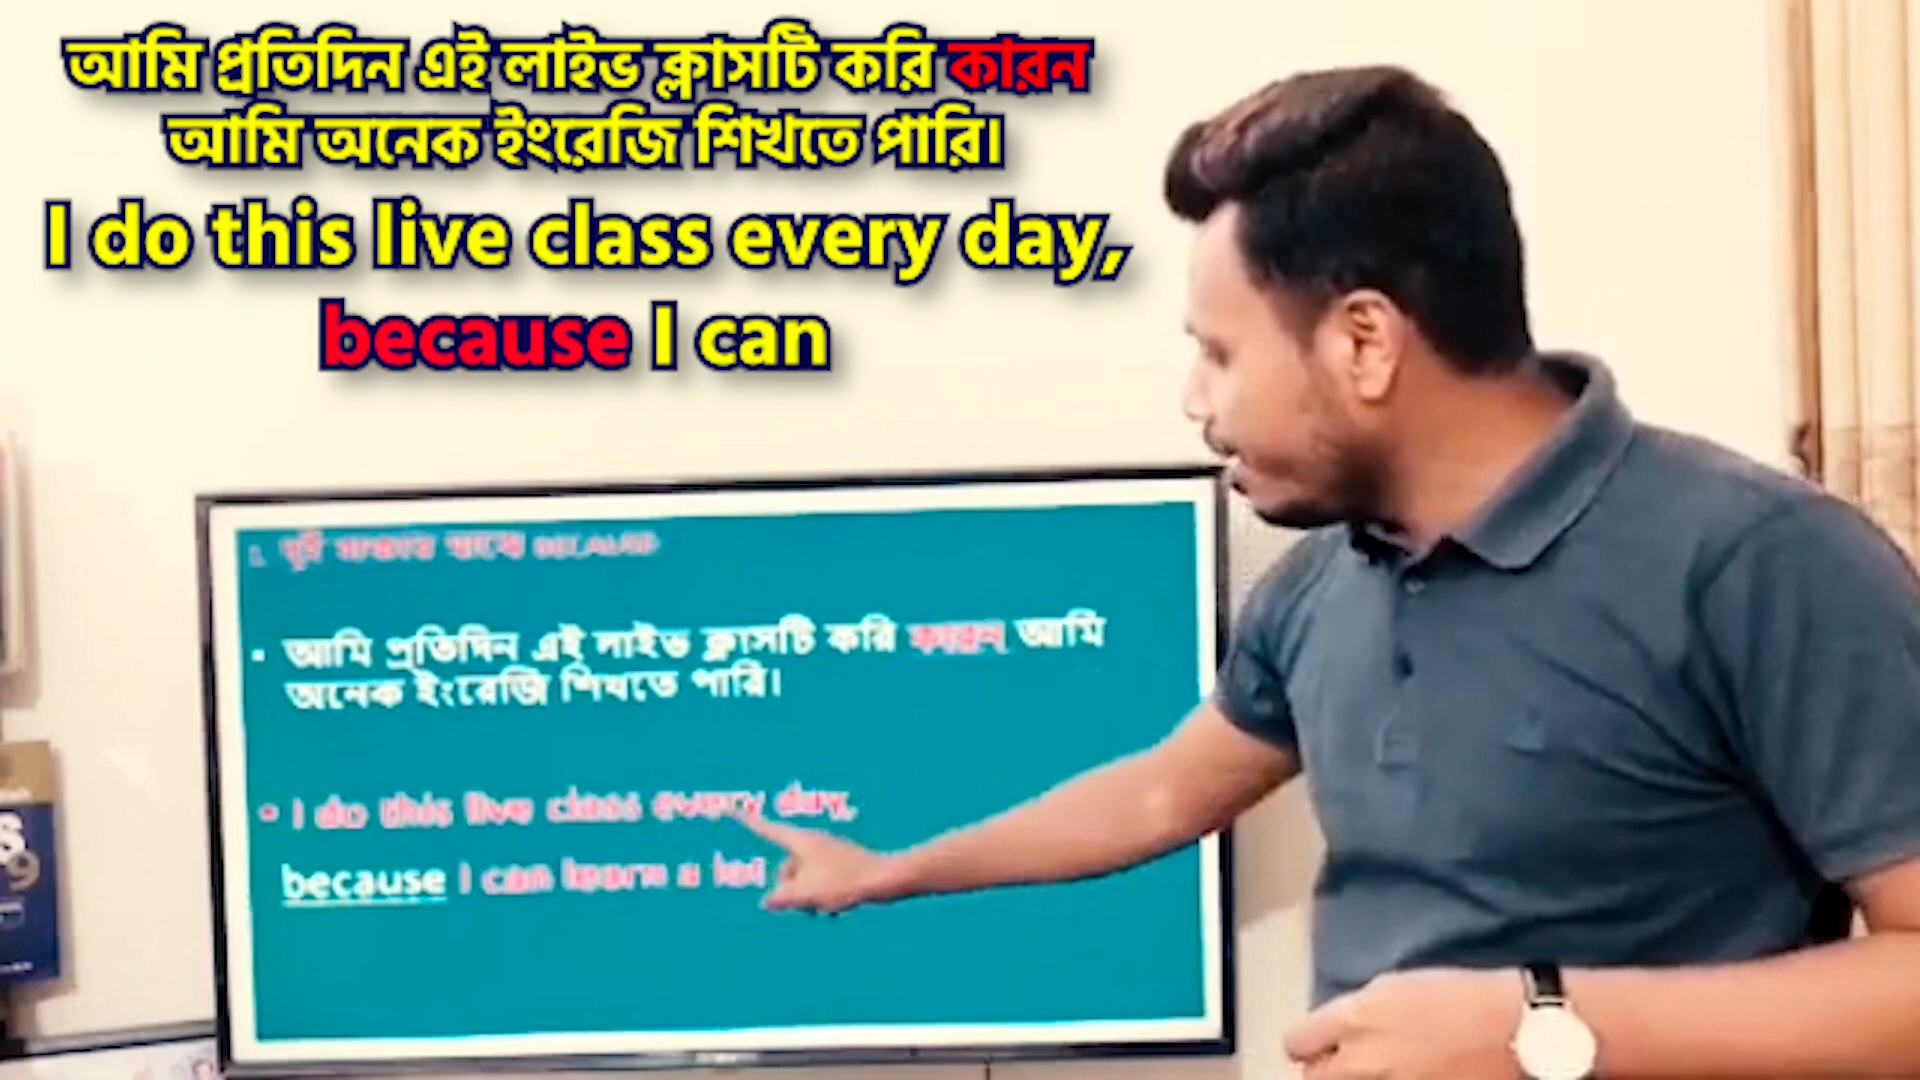 আমি প্রতিদিন এই লাইভ ক্লাসটি করি কারন
আমি অনেক ইংরেজি শিখতে পারি।
I do this live class every day,
because I can
1. দুই বাক্যের মাঝে BECAUSE
• আমি প্রতিদিন এই লাইভ ক্লাসটি করি কারন আমি
অনেক ইংরেজি শিখতে পারি।
• I do this live class every day,
because I can learn a lot